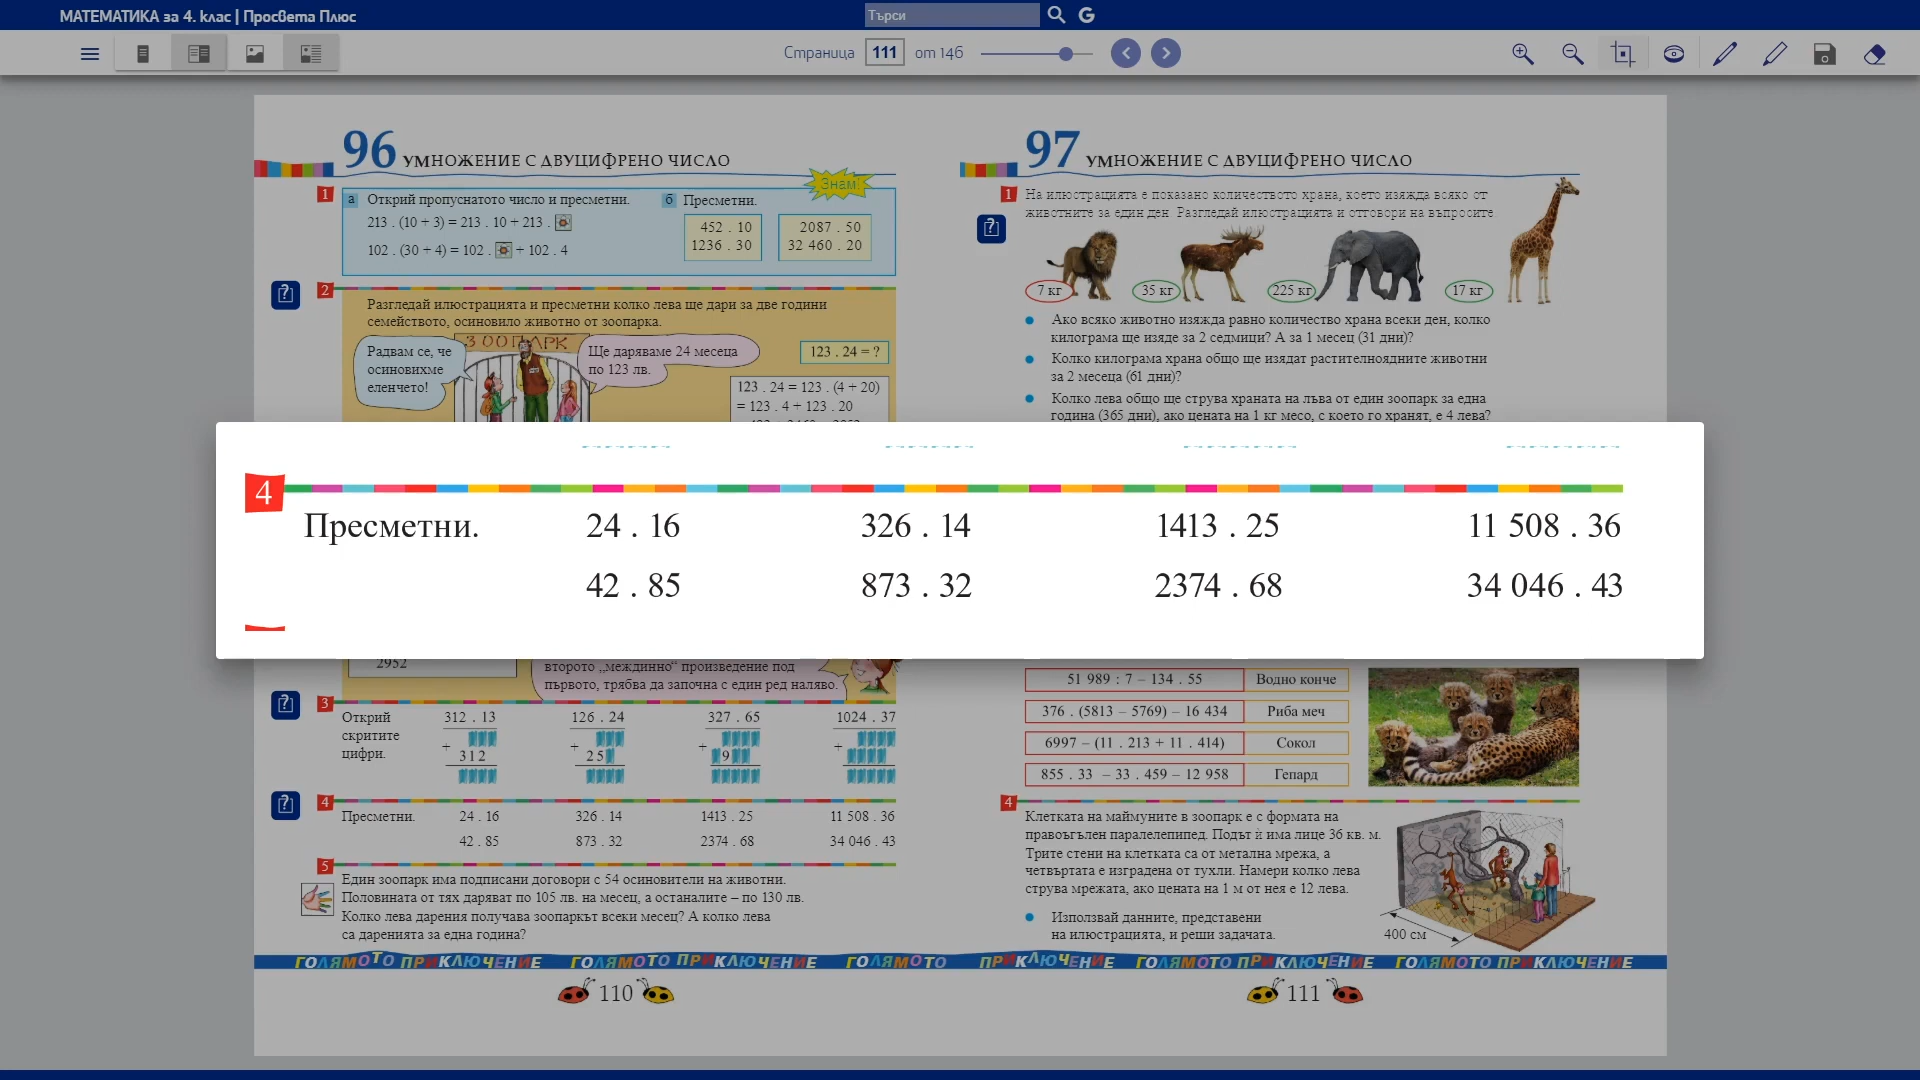 МАТЕМАТИКА за 4. клас | Просвета Плюс
Търси
Страница 111 от 146
96 УМНОЖЕНИЕ С ДВУЦИФРЕНО ЧИСЛО
Знам!
1
а Открий пропуснатото число и пресметни.
213 . (10 + 3) = 213 . 10 + 213 .
102 . (30 + 4) = 102 . + 102 . 4
б Пресметни.
452 . 10
1236 . 30
2087 . 50
32 460 . 20
2
Разгледай илюстрацията и пресметни колко лева ще дари за две години
семейството, осиновило животно от зоопарка.
ЗООПАРК
Радвам се, че
осиновихме
еленчето!
Ще даряваме 24 месеца
по 123 лв.
123 . 24 = ?
123 . 24 = 123 . (4 + 20)
= 123 . 4 + 123 . 20
97 УМНОЖЕНИЕ С ДВУЦИФРЕНО ЧИСЛО
1 На илюстрацията е показано количеството храна, което изяжда всяко от
животните за един ден. Разгледай илюстрацията и отговори на въпросите.
7 кг 35 кг 225 кг 17 кг
Ако всяко животно изяжда равно количество храна всеки ден, колко
килограма ще изяде за 2 седмици? А за 1 месец (31 дни)?
Колко килограма храна общо ще изядат растителноядните животни
за 2 месеца (61 дни)?
Колко лева общо ще струва храната на лъва от един зоопарк за една
година (365 дни), ако цената на 1 кг месо, с което го хранят, е 4 лева?
4
Пресметни. 24 . 16 326 . 14 1413 . 25 11 508 . 36
42 . 85 873 . 32 2374 . 68 34 046 . 43
2952
второто „междинно“ произведение под
първото, трябва да започна с един ред наляво.
3
Открий
скритите
цифри.
312 . 13 126 . 24 327 . 65 1024 . 37
+ + + +
312 25 9
4
Пресметни. 24 . 16 326 . 14 1413 . 25 11 508 . 36
42 . 85 873 . 32 2374 . 68 34 046 . 43
5
Един зоопарк има подписани договори с 54 осиновители на животни.
Половината от тях даряват по 105 лв. на месец, а останалите – по 130 лв.
Колко лева дарения получава зоопаркът всеки месец? А колко лева
са даренията за една година?
51 989 : 7 – 134 . 55 Водно конче
376 . (5813 – 5769) – 16 434 Риба меч
6997 – (11 . 213 + 11 . 414) Сокол
855 . 33 – 33 . 459 – 12 958 Гепард
4
Клетката на маймуните в зоопарк е с формата на
правоъгълен паралелепипед. Подът ѝ има лице 36 кв. м.
Трите стени на клетката са от метална мрежа, а
четвъртата е изградена от тухли. Намери колко лева
струва мрежата, ако цената на 1 м от нея е 12 лева.
Използвай данните, представени
на илюстрацията, и реши задачата.
400 см
ГОЛЯМОТО ПРИКЛЮЧЕНИЕ ГОЛЯМОТО ПРИКЛЮЧЕНИЕ ГОЛЯМОТО ПРИКЛЮЧЕНИЕ ГОЛЯМОТО ПРИКЛЮЧЕНИЕ ГОЛЯМОТО ПРИКЛЮЧЕНИЕ
110 111